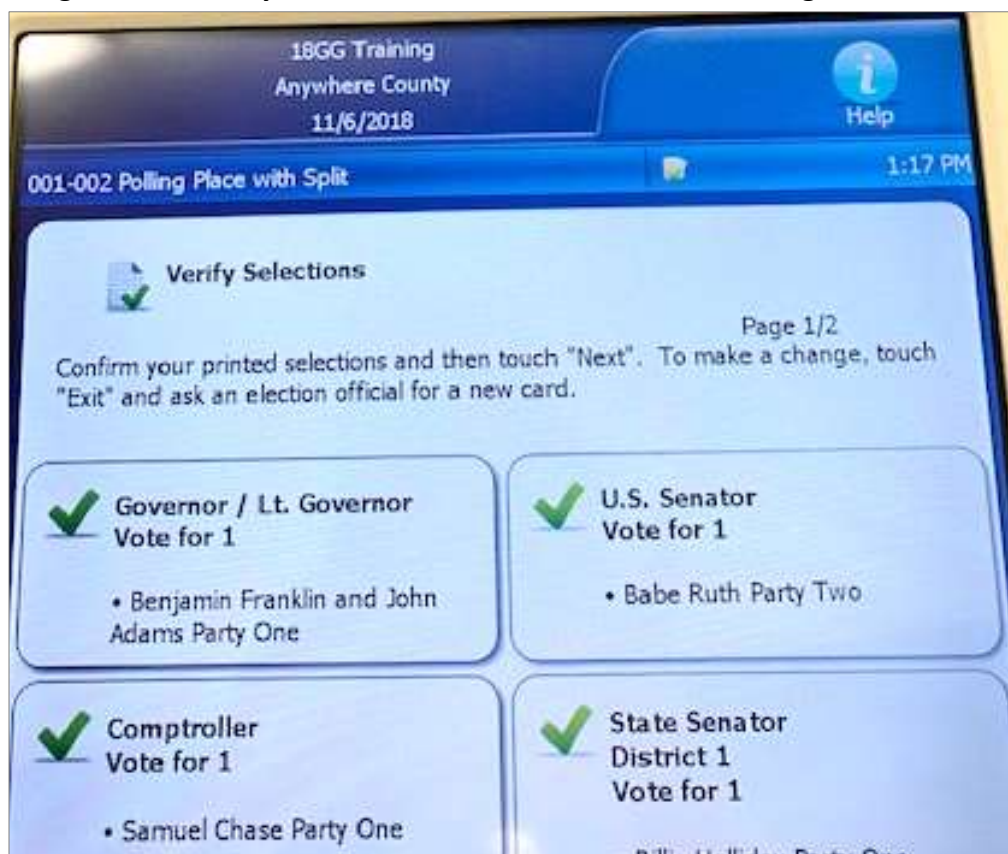 18GG Training
Anywhere County
11/6/2018
Help
001-002 Polling Place with Split
1:17 PM
Verify Selections
Page 1/2
Confirm your printed selections and then touch "Next". To make a change, touch
"Exit" and ask an election official for a new card.
Governor / Lt. Governor
Vote for 1
• Benjamin Franklin and John
Adams Party One
U.S. Senator
Vote for 1
• Babe Ruth Party Two
Comptroller
Vote for 1
• Samuel Chase Party One
State Senator
District 1
Vote for 1